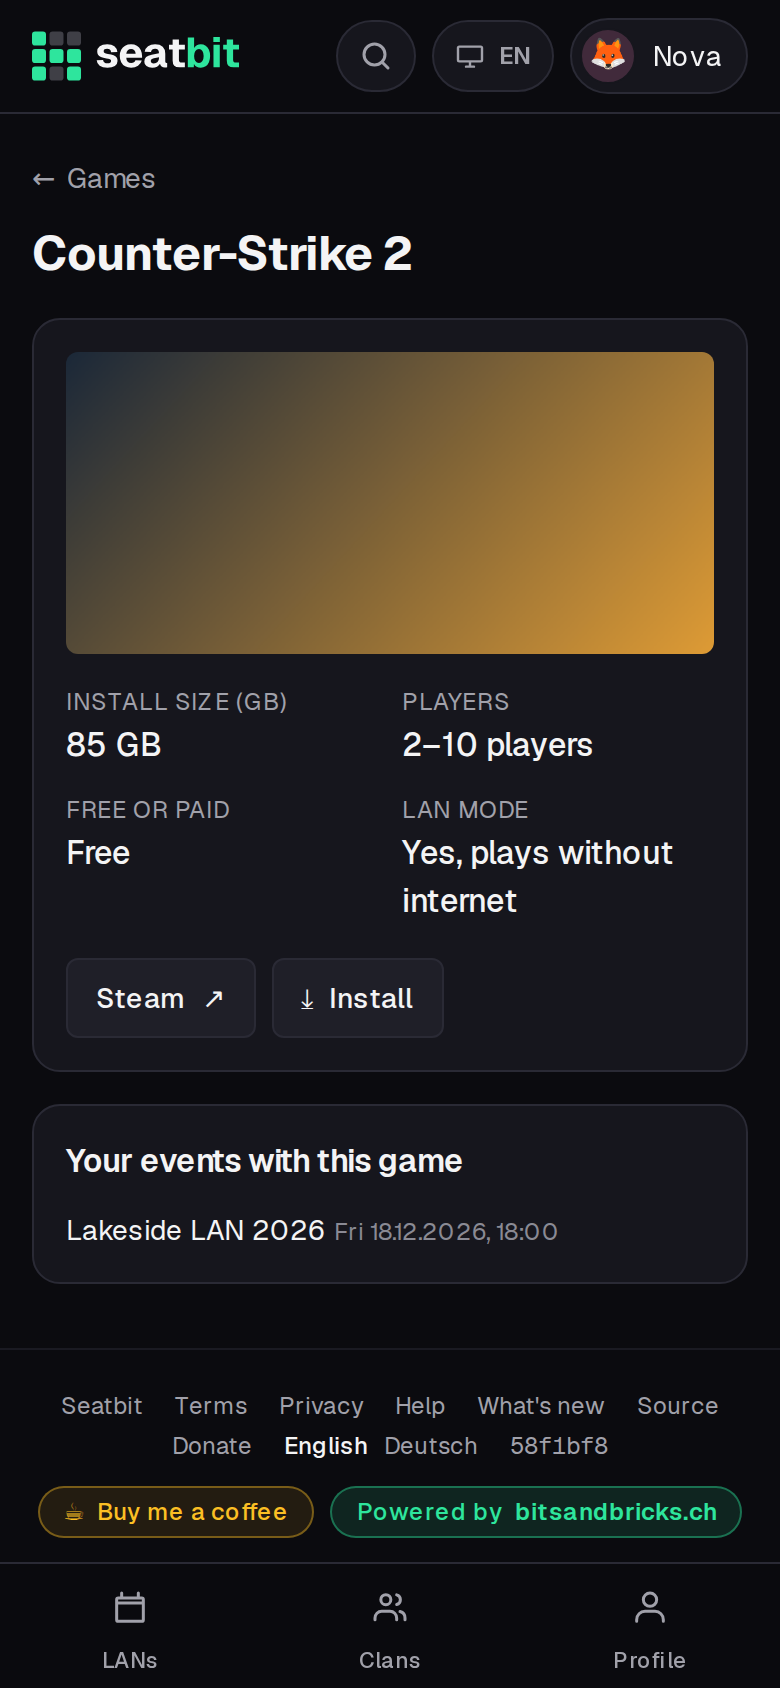 seatbit EN Nova
← Games
Counter-Strike 2
INSTALL SIZE (GB) PLAYERS
85 GB 2–10 players
FREE OR PAID LAN MODE
Free Yes, plays without
internet
Steam ↗ ⤓ Install
Your events with this game
Lakeside LAN 2026 Fri 18.12.2026, 18:00
Seatbit Terms Privacy Help What's new Source
Donate English Deutsch 58f1bf8
☕ Buy me a coffee Powered by bitsandbricks.ch
LANs Clans Profile